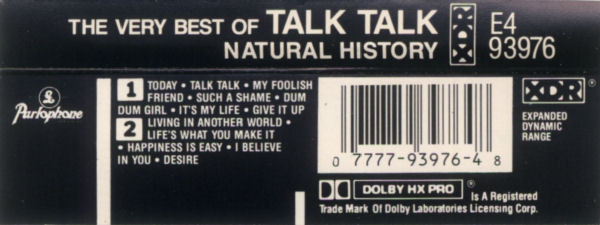 THE VERY BEST OF TALK TALK XDR E4
NATURAL HISTORY 93976
Parlophone
1 TODAY • TALK TALK • MY FOOLISH
FRIEND • SUCH A SHAME • DUM
DUM GIRL • IT'S MY LIFE • GIVE IT UP
2 LIVING IN ANOTHER WORLD •
LIFE'S WHAT YOU MAKE IT
• HAPPINESS IS EASY • I BELIEVE
IN YOU • DESIRE
0 7777-93976-4 8
XDR®
EXPANDED
DYNAMIC
RANGE
DOLBY HX PRO ® Is A Registered
Trade Mark Of Dolby Laboratories Licensing Corp.